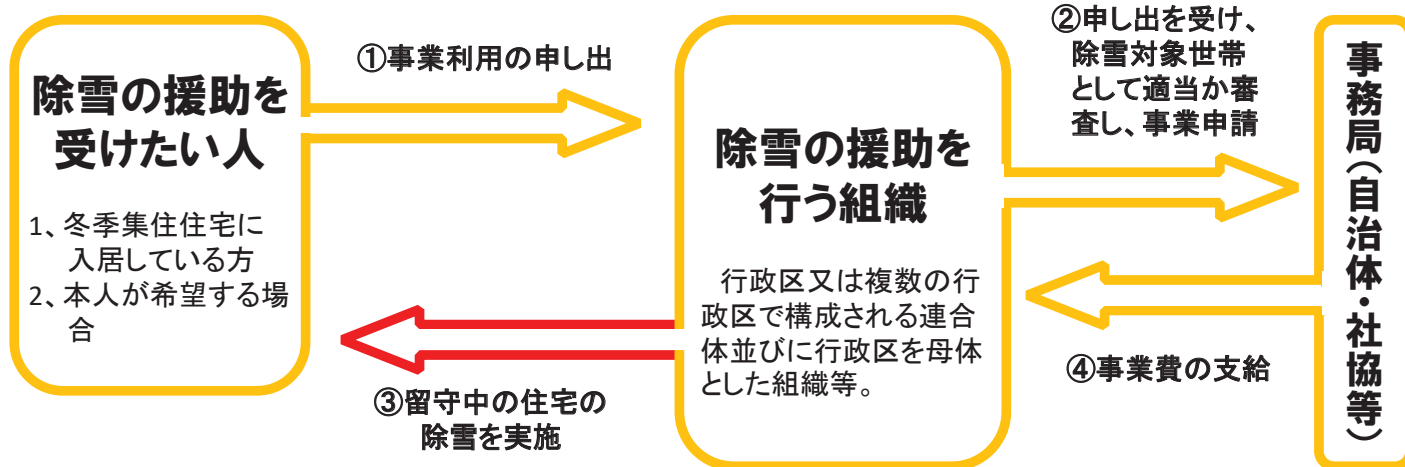 除雪の援助を
受けたい人
1、冬季集住住宅に
入居している方
2、本人が希望する場
合
①事業利用の申し出
③留守中の住宅の
除雪を実施
除雪の援助を
行う組織
行政区又は複数の行
政区で構成される連合
体並びに行政区を母体
とした組織等。
②申し出を受け、
除雪対象世帯
として適当か審
査し、事業申請
④事業費の支給
事務局（自治体・社協等）